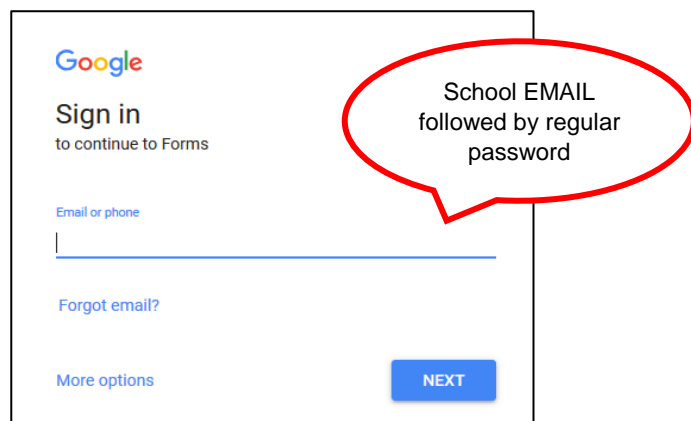 Google
Sign in
to continue to Forms
School EMAIL
followed by regular
password
Email or phone
Forgot email?
More options
NEXT